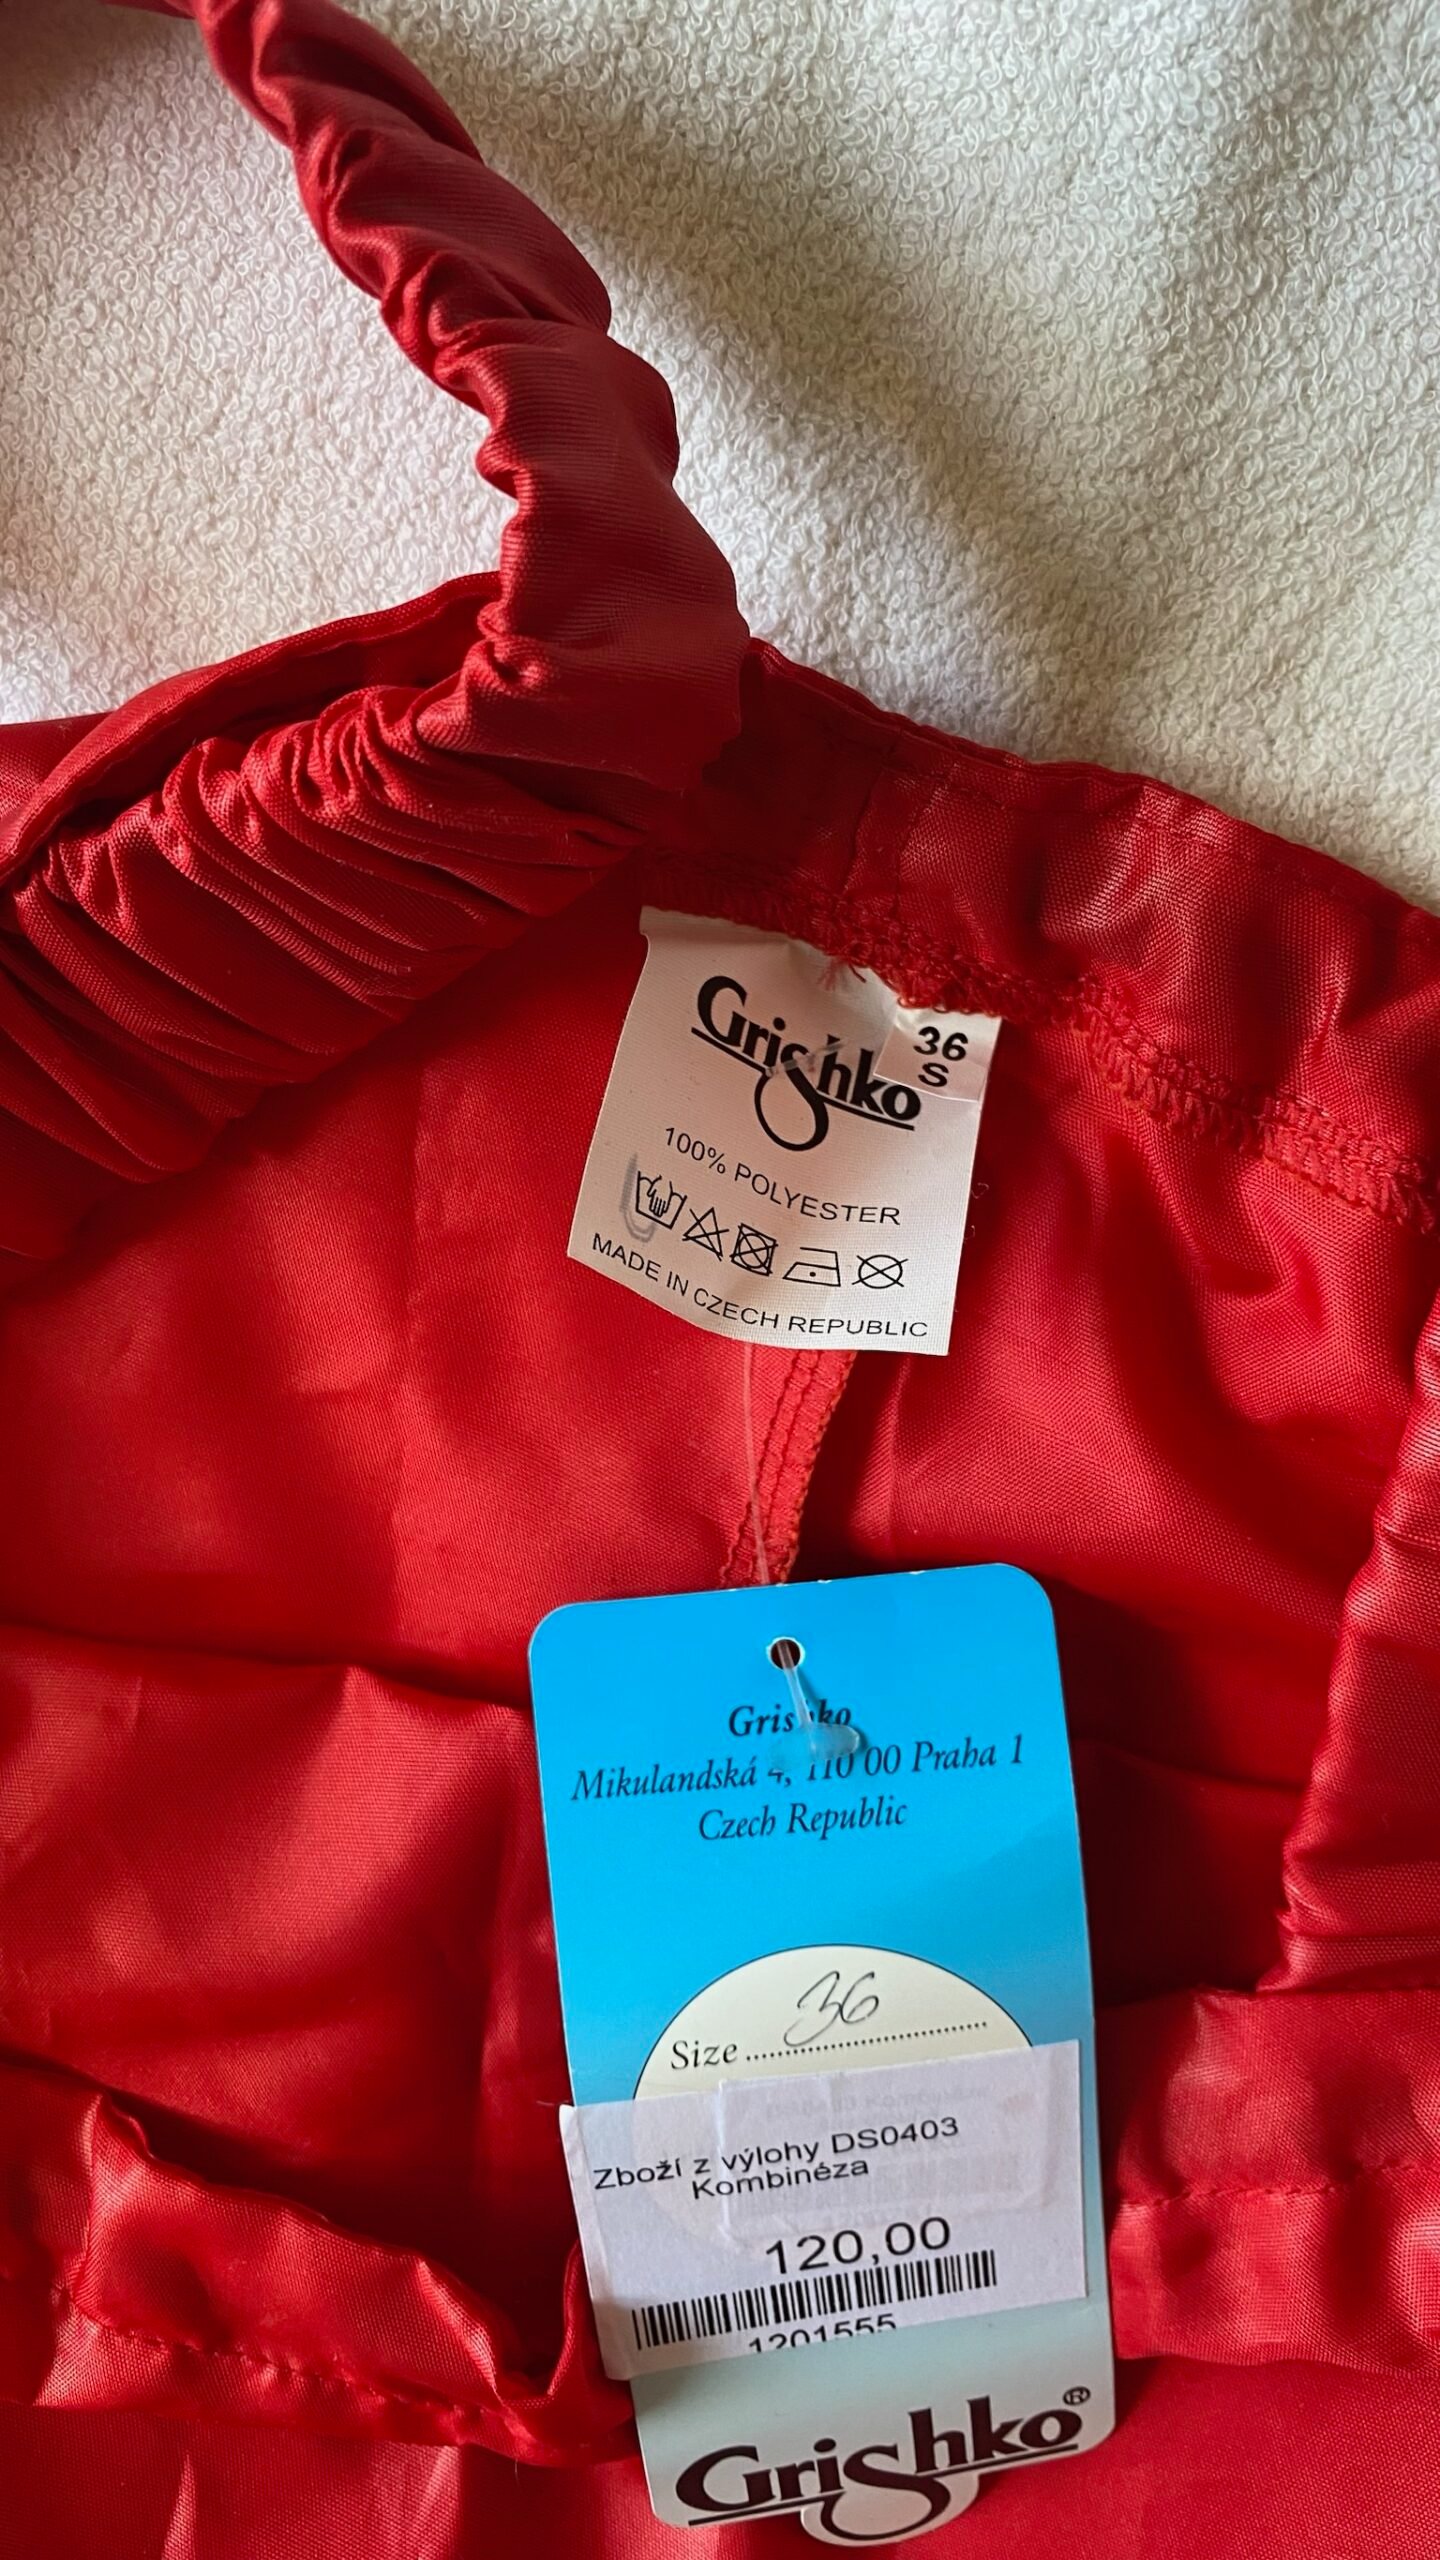 Grishko
36
S
100% POLYESTER
MADE IN CZECH REPUBLIC
Grishko
Mikulandská 4, 110 00 Praha 1
Czech Republic
36
Size
Zboží z výlohy DS0403
Kombinéza
120,00
1201555
Grishko®